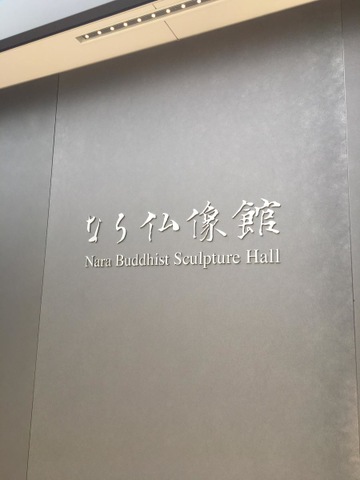 なら仏像館
Nara Buddhist Sculpture Hall